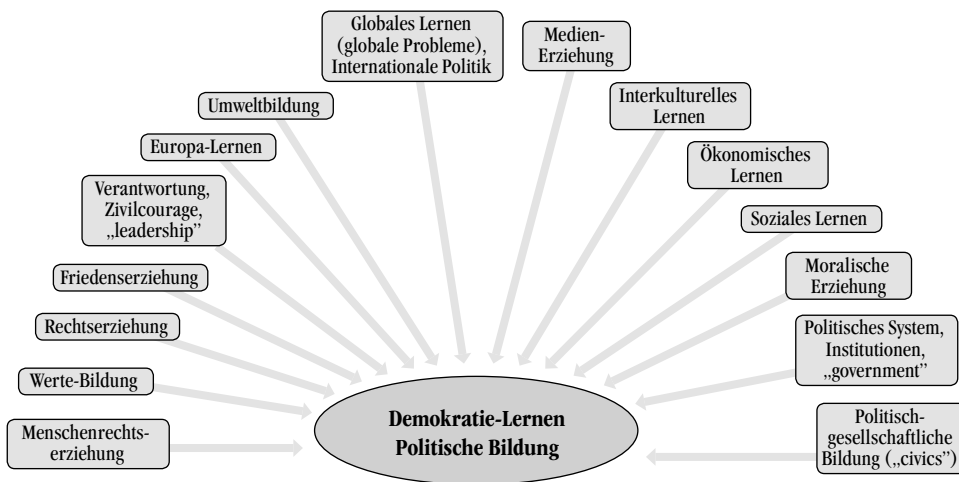 Globales Lernen
(globale Probleme),
Internationale Politik
Medien-
Erziehung
Umweltbildung
Interkulturelles
Lernen
Europa-Lernen
Ökonomisches
Lernen
Verantwortung,
Zivilcourage,
„leadership”
Soziales Lernen
Friedenserziehung
Moralische
Erziehung
Rechtserziehung
Politisches System,
Institutionen,
„government”
Werte-Bildung
Menschenrechts-
erziehung
Demokratie-Lernen
Politische Bildung
Politisch-
gesellschaftliche
Bildung („civics”)